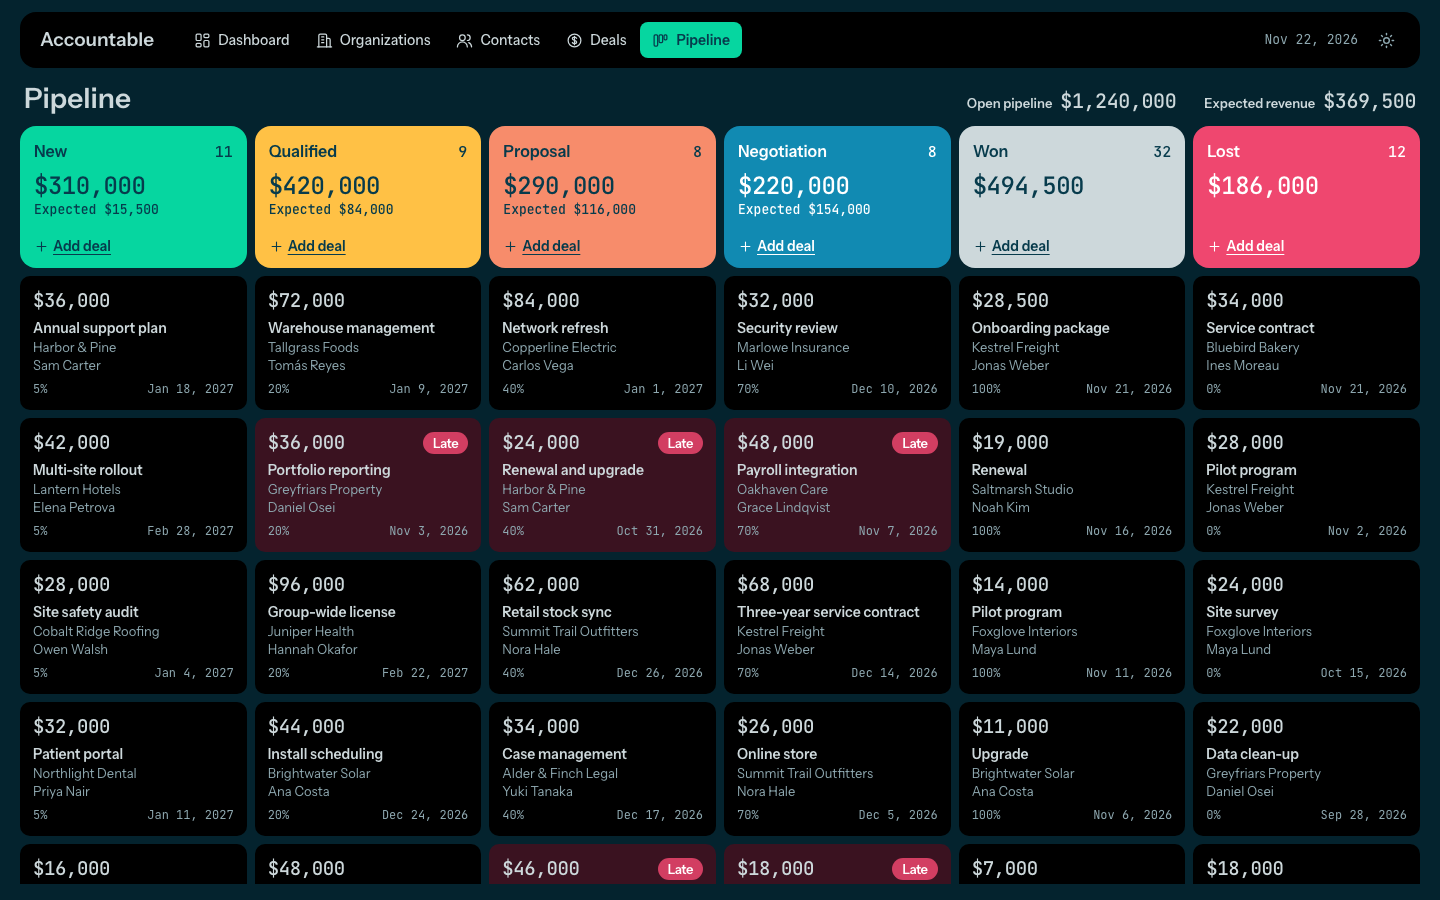 Accountable
Dashboard
Organizations
Contacts
Deals
Pipeline
Nov 22, 2026
Pipeline
Open pipeline $1,240,000
Expected revenue $369,500
New 11
$310,000
Expected $15,500
+ Add deal
Qualified 9
$420,000
Expected $84,000
+ Add deal
Proposal 8
$290,000
Expected $116,000
+ Add deal
Negotiation 8
$220,000
Expected $154,000
+ Add deal
Won 32
$494,500
+ Add deal
Lost 12
$186,000
+ Add deal
$36,000
Annual support plan
Harbor & Pine
Sam Carter
5% Jan 18, 2027
$72,000
Warehouse management
Tallgrass Foods
Tomás Reyes
20% Jan 9, 2027
$84,000
Network refresh
Copperline Electric
Carlos Vega
40% Jan 1, 2027
$32,000
Security review
Marlowe Insurance
Li Wei
70% Dec 10, 2026
$28,500
Onboarding package
Kestrel Freight
Jonas Weber
100% Nov 21, 2026
$34,000
Service contract
Bluebird Bakery
Ines Moreau
0% Nov 21, 2026
$42,000
Multi-site rollout
Lantern Hotels
Elena Petrova
5% Feb 28, 2027
$36,000 Late
Portfolio reporting
Greyfriars Property
Daniel Osei
20% Nov 3, 2026
$24,000 Late
Renewal and upgrade
Harbor & Pine
Sam Carter
40% Oct 31, 2026
$48,000 Late
Payroll integration
Oakhaven Care
Grace Lindqvist
70% Nov 7, 2026
$19,000
Renewal
Saltmarsh Studio
Noah Kim
100% Nov 16, 2026
$28,000
Pilot program
Kestrel Freight
Jonas Weber
0% Nov 2, 2026
$28,000
Site safety audit
Cobalt Ridge Roofing
Owen Walsh
5% Jan 4, 2027
$96,000
Group-wide license
Juniper Health
Hannah Okafor
20% Feb 22, 2027
$62,000
Retail stock sync
Summit Trail Outfitters
Nora Hale
40% Dec 26, 2026
$68,000
Three-year service contract
Kestrel Freight
Jonas Weber
70% Dec 14, 2026
$14,000
Pilot program
Foxglove Interiors
Maya Lund
100% Nov 11, 2026
$24,000
Site survey
Foxglove Interiors
Maya Lund
0% Oct 15, 2026
$32,000
Patient portal
Northlight Dental
Priya Nair
5% Jan 11, 2027
$44,000
Install scheduling
Brightwater Solar
Ana Costa
20% Dec 24, 2026
$34,000
Case management
Alder & Finch Legal
Yuki Tanaka
40% Dec 17, 2026
$26,000
Online store
Summit Trail Outfitters
Nora Hale
70% Dec 5, 2026
$11,000
Upgrade
Brightwater Solar
Ana Costa
100% Nov 6, 2026
$22,000
Data clean-up
Greyfriars Property
Daniel Osei
0% Sep 28, 2026
$16,000
$48,000
$46,000 Late
$18,000 Late
$7,000
$18,000